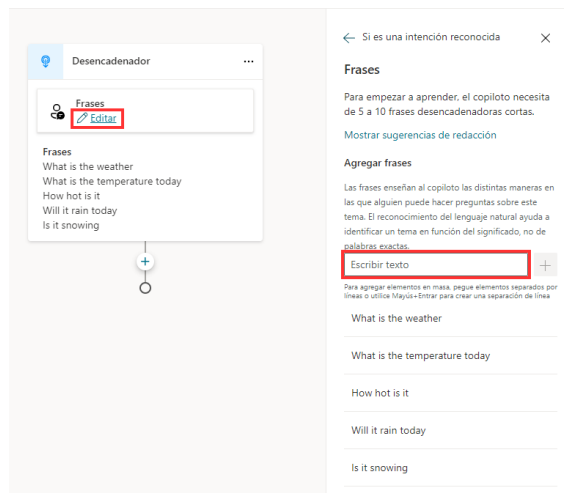 Desencadenador
Frases
Editar
Frases
What is the weather
What is the temperature today
How hot is it
Will it rain today
Is it snowing
Si es una intención reconocida
Frases
Para empezar a aprender, el copiloto necesita
de 5 a 10 frases desencadenadoras cortas.
Mostrar sugerencias de redacción
Agregar frases
Las frases enseñan al copiloto las distintas maneras en
las que alguien puede hacer preguntas sobre este
tema. El reconocimiento del lenguaje natural ayuda a
identificar un tema en función del significado, no de
palabras exactas.
Escribir texto
Para agregar elementos en masa, pegue elementos separados por
líneas o utilice Mayús+Entrar para crear una separación de línea
What is the weather
What is the temperature today
How hot is it
Will it rain today
Is it snowing